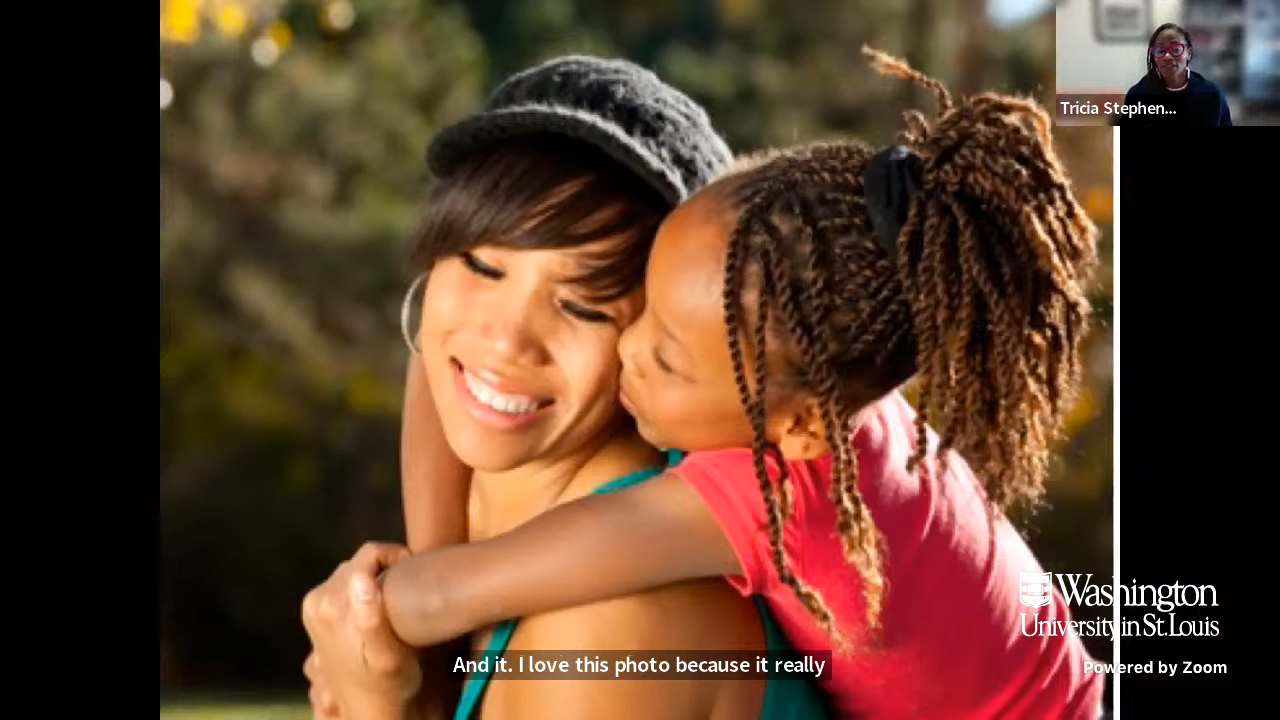 Tricia Stephen...
Washington
University in St. Louis
And it. I love this photo because it really
Powered by Zoom